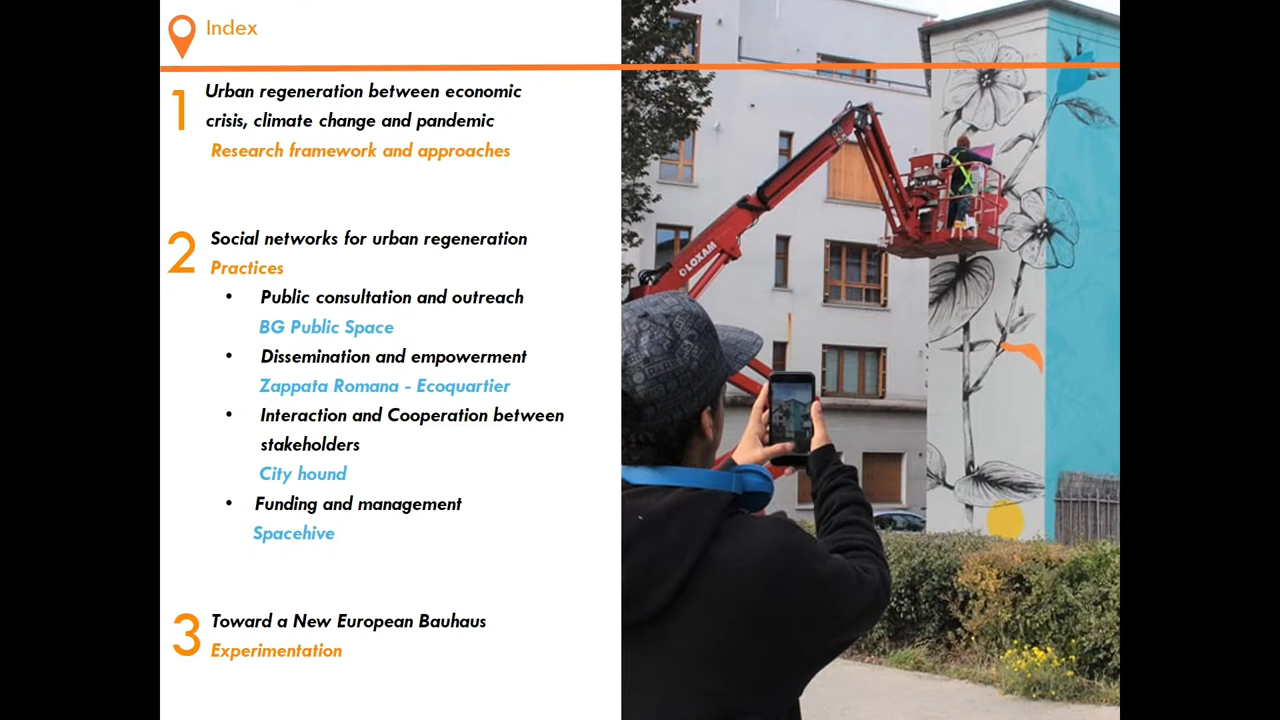 Index
1
Urban regeneration between economic
crisis, climate change and pandemic
Research framework and approaches
2
Social networks for urban regeneration
Practices
• Public consultation and outreach
BG Public Space
• Dissemination and empowerment
Zappata Romana - Ecoquartier
• Interaction and Cooperation between
stakeholders
City hound
• Funding and management
Spacehive
3
Toward a New European Bauhaus
Experimentation
LOXAM